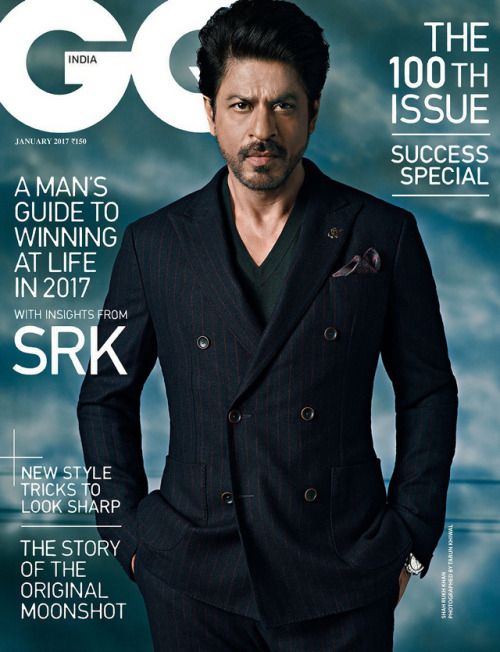 GQ
INDIA
JANUARY 2017 ₹150
THE
100TH
ISSUE
SUCCESS
SPECIAL
A MAN'S
GUIDE TO
WINNING
AT LIFE
IN 2017
WITH INSIGHTS FROM
SRK
NEW STYLE
TRICKS TO
LOOK SHARP
THE STORY
OF THE
ORIGINAL
MOONSHOT
SHAH RUKH KHAN
PHOTOGRAPHED BY TARUN KHIWAL